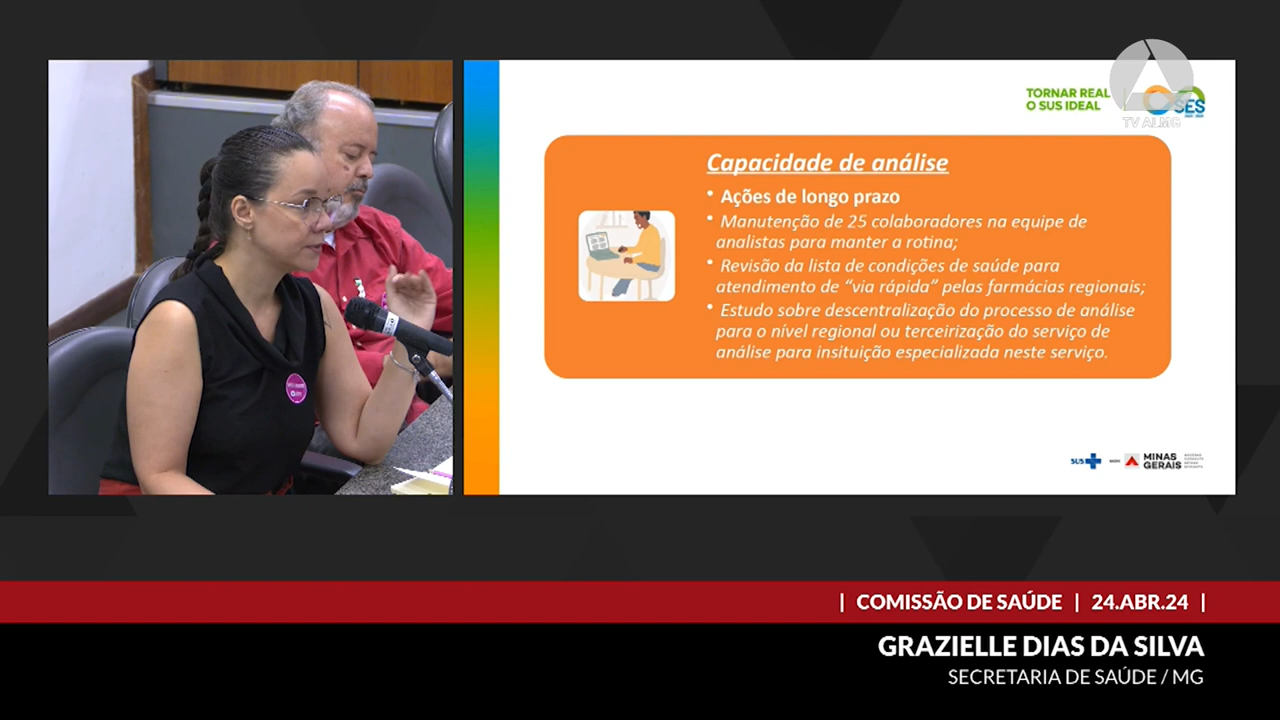 TORNAR REAL
O SUS IDEAL
SES
TV ALMG
Capacidade de análise
• Ações de longo prazo
• Manutenção de 25 colaboradores na equipe de
analistas para manter a rotina;
• Revisão da lista de condições de saúde para
atendimento de “via rápida” pelas farmácias regionais;
• Estudo sobre descentralização do processo de análise
para o nível regional ou terceirização do serviço de
análise para insituição especializada neste serviço.
SUS
MINAS
GERAIS
| COMISSÃO DE SAÚDE | 24.ABR.24 |
GRAZIELLE DIAS DA SILVA
SECRETARIA DE SAÚDE / MG